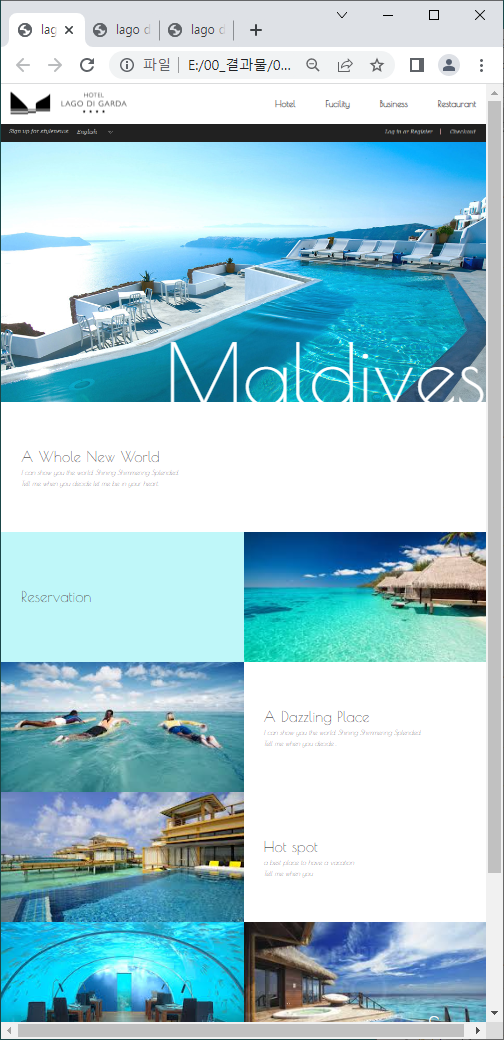 lag
lago d
lago d
파일
E:/00_결과물/0...
HOTEL
LAGO DI GARDA
Hotel
Fucility
Business
Restaurant
Sign up for stylenews
English
Log in or Register
Checkout
Maldives
A Whole New World
I can show you the world. Shining Shimmering Splended.
Tell me when you decide let me be in your heart.
Reservation
A Dazzling Place
I can show you the world. Shining Shimmering Splended.
Tell me when you decide
Hot spot
a best place to have a vacation
Tell me when you